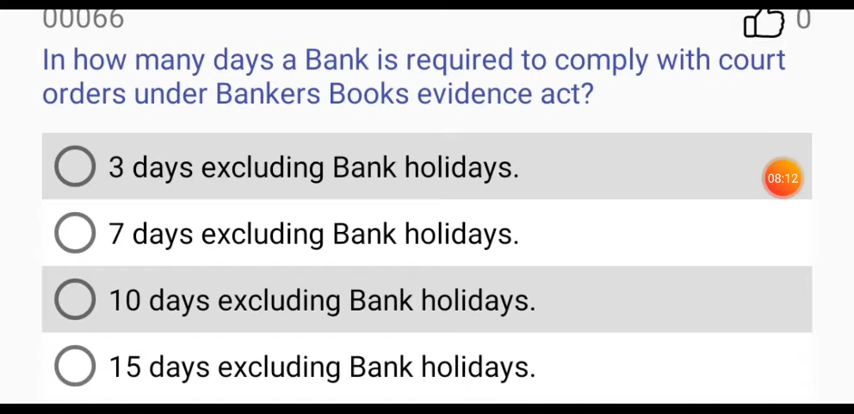 00066
0
In how many days a Bank is required to comply with court
orders under Bankers Books evidence act?
3 days excluding Bank holidays.
08:12
7 days excluding Bank holidays.
10 days excluding Bank holidays.
15 days excluding Bank holidays.